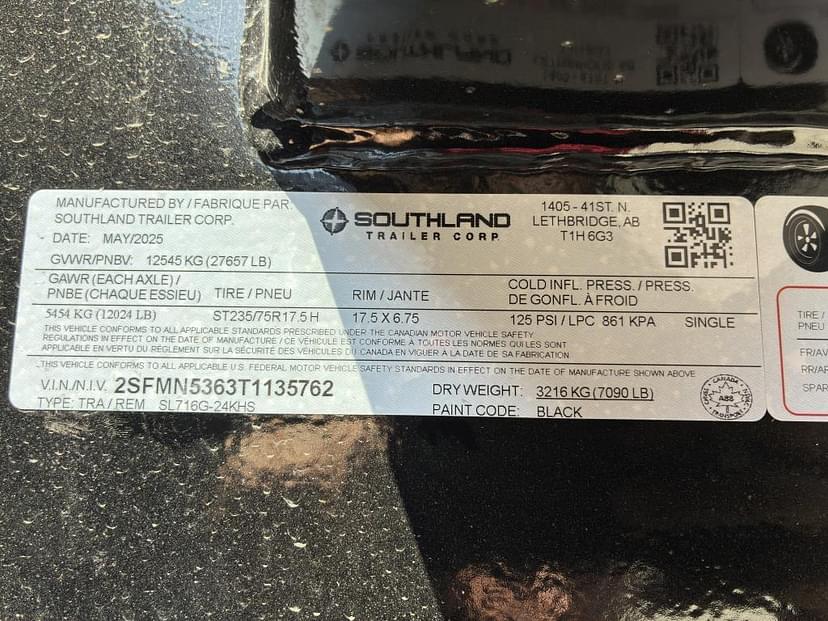 MANUFACTURED BY / FABRIQUE PAR:
SOUTHLAND TRAILER CORP.
DATE: MAY/2025
GVWR/PNBV: 12545 KG (27657 LB)
SOUTHLAND
TRAILER CORP
1405 - 41ST. N.
LETHBRIDGE, AB
T1H 6G3
GAWR (EACH AXLE) /
PNBE (CHAQUE ESSIEU)
TIRE / PNEU
RIM / JANTE
COLD INFL. PRESS. / PRESS.
DE GONFL. À FROID
5454 KG (12024 LB)
ST235/75R17.5 H
17.5 X 6.75
125 PSI / LPC 861 KPA
SINGLE
THIS VEHICLE CONFORMS TO ALL APPLICABLE STANDARDS PRESCRIBED UNDER THE CANADIAN MOTOR VEHICLE SAFETY
REGULATIONS IN EFFECT ON THE DATE OF MANUFACTURE / CE VÉHICULE EST CONFORME À TOUTES LES NORMES QUI LES SONT
APPLICABLE EN VERTU DU RÈGLEMENT SUR LA SÉCURITÉ DES VÉHICULES DU CANADA EN VIGUER A LA DATE DE SA FABRICATION
THIS VEHICLE CONFORMS TO ALL APPLICABLE U.S. FEDERAL MOTOR VEHICLE SAFETY STANDARDS IN EFFECT ON THE DATE OF MANUFACTURE SHOWN ABOVE
V.I.N./N.I.V. 2SFMN5363T1135762
DRY WEIGHT: 3216 KG (7090 LB)
TYPE: TRA / REM SL716G-24KHS
PAINT CODE: BLACK
CANADA
TRANSPORT
TIRE /
PNEU
FR/AV
RR/AR
SPAR